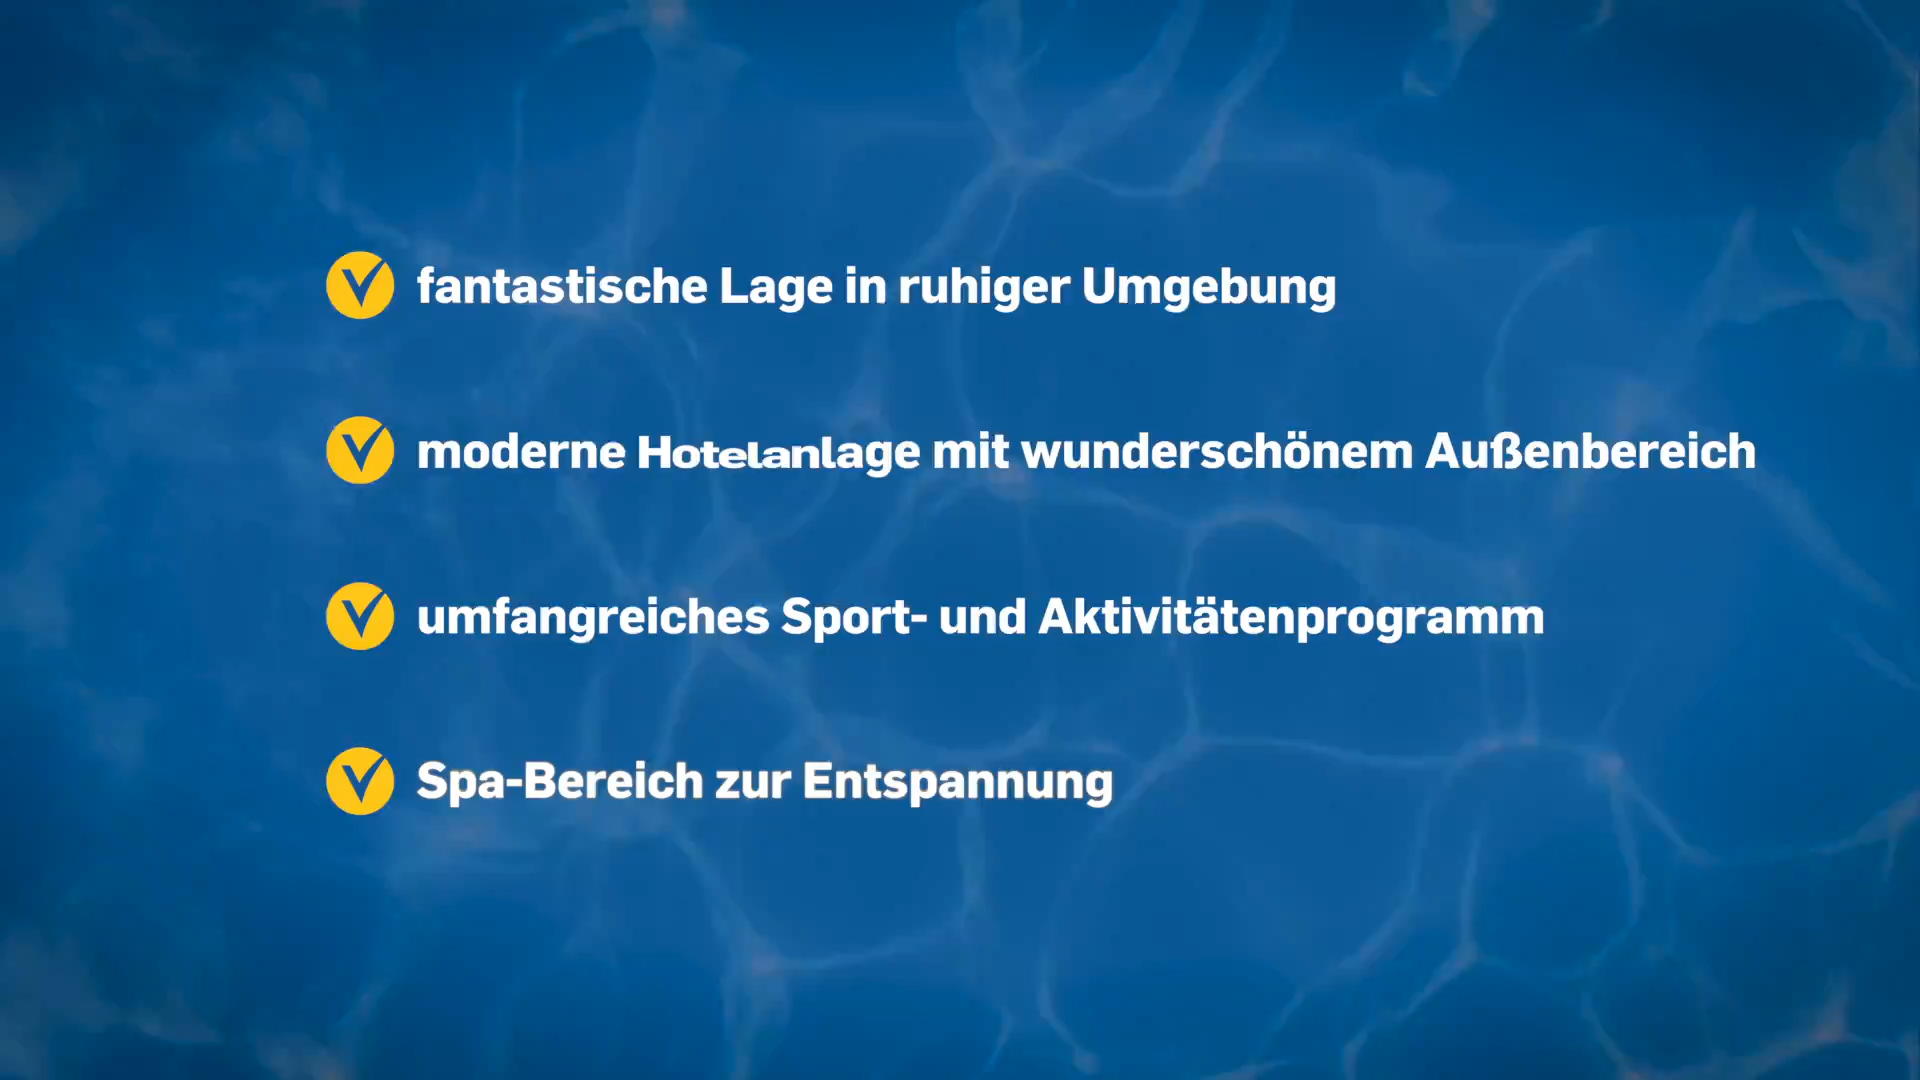 fantastische Lage in ruhiger Umgebung
moderne Hotelanlage mit wunderschönem Außenbereich
umfangreiches Sport- und Aktivitätenprogramm
Spa-Bereich zur Entspannung